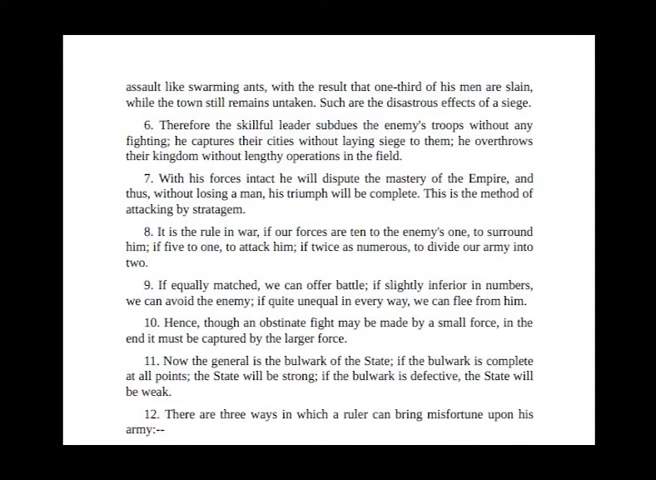 assault like swarming ants, with the result that one-third of his men are slain,
while the town still remains untaken. Such are the disastrous effects of a siege.
6. Therefore the skillful leader subdues the enemy's troops without any
fighting; he captures their cities without laying siege to them; he overthrows
their kingdom without lengthy operations in the field.
7. With his forces intact he will dispute the mastery of the Empire, and
thus, without losing a man, his triumph will be complete. This is the method of
attacking by stratagem.
8. It is the rule in war, if our forces are ten to the enemy's one, to surround
him; if five to one, to attack him; if twice as numerous, to divide our army into
two.
9. If equally matched, we can offer battle; if slightly inferior in numbers,
we can avoid the enemy; if quite unequal in every way, we can flee from him.
10. Hence, though an obstinate fight may be made by a small force, in the
end it must be captured by the larger force.
11. Now the general is the bulwark of the State; if the bulwark is complete
at all points; the State will be strong; if the bulwark is defective, the State will
be weak.
12. There are three ways in which a ruler can bring misfortune upon his
army:--